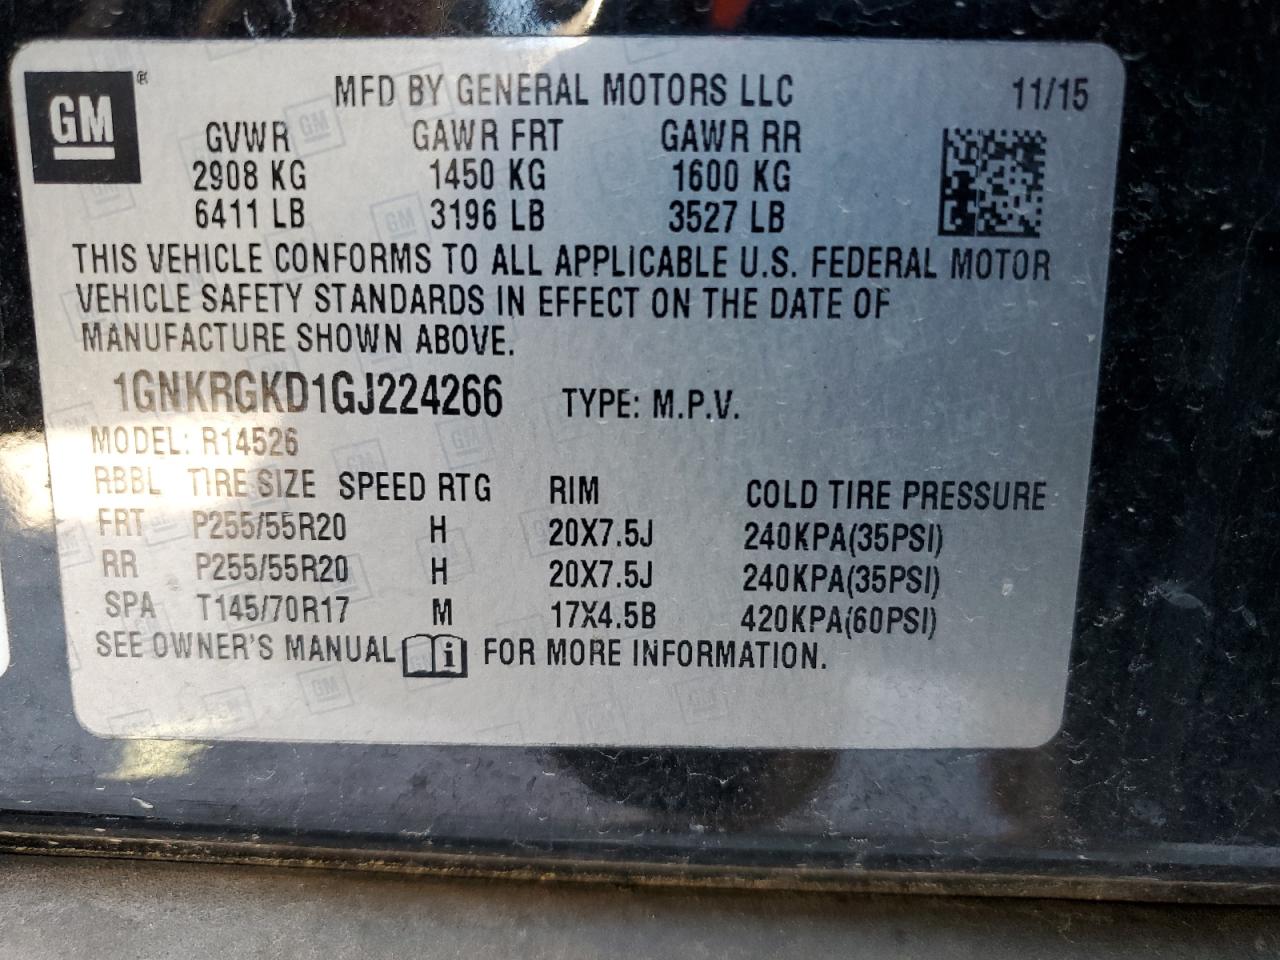 GM ®
MFD BY GENERAL MOTORS LLC 11/15
GVWR GAWR FRT GAWR RR
2908 KG 1450 KG 1600 KG
6411 LB 3196 LB 3527 LB
THIS VEHICLE CONFORMS TO ALL APPLICABLE U.S. FEDERAL MOTOR
VEHICLE SAFETY STANDARDS IN EFFECT ON THE DATE OF
MANUFACTURE SHOWN ABOVE.
1GNKRGKD1GJ224266 TYPE: M.P.V.
MODEL: R14526
RBBL TIRE SIZE SPEED RTG RIM COLD TIRE PRESSURE
FRT P255/55R20 H 20X7.5J 240KPA(35PSI)
RR P255/55R20 H 20X7.5J 240KPA(35PSI)
SPA T145/70R17 M 17X4.5B 420KPA(60PSI)
SEE OWNER'S MANUAL i FOR MORE INFORMATION.